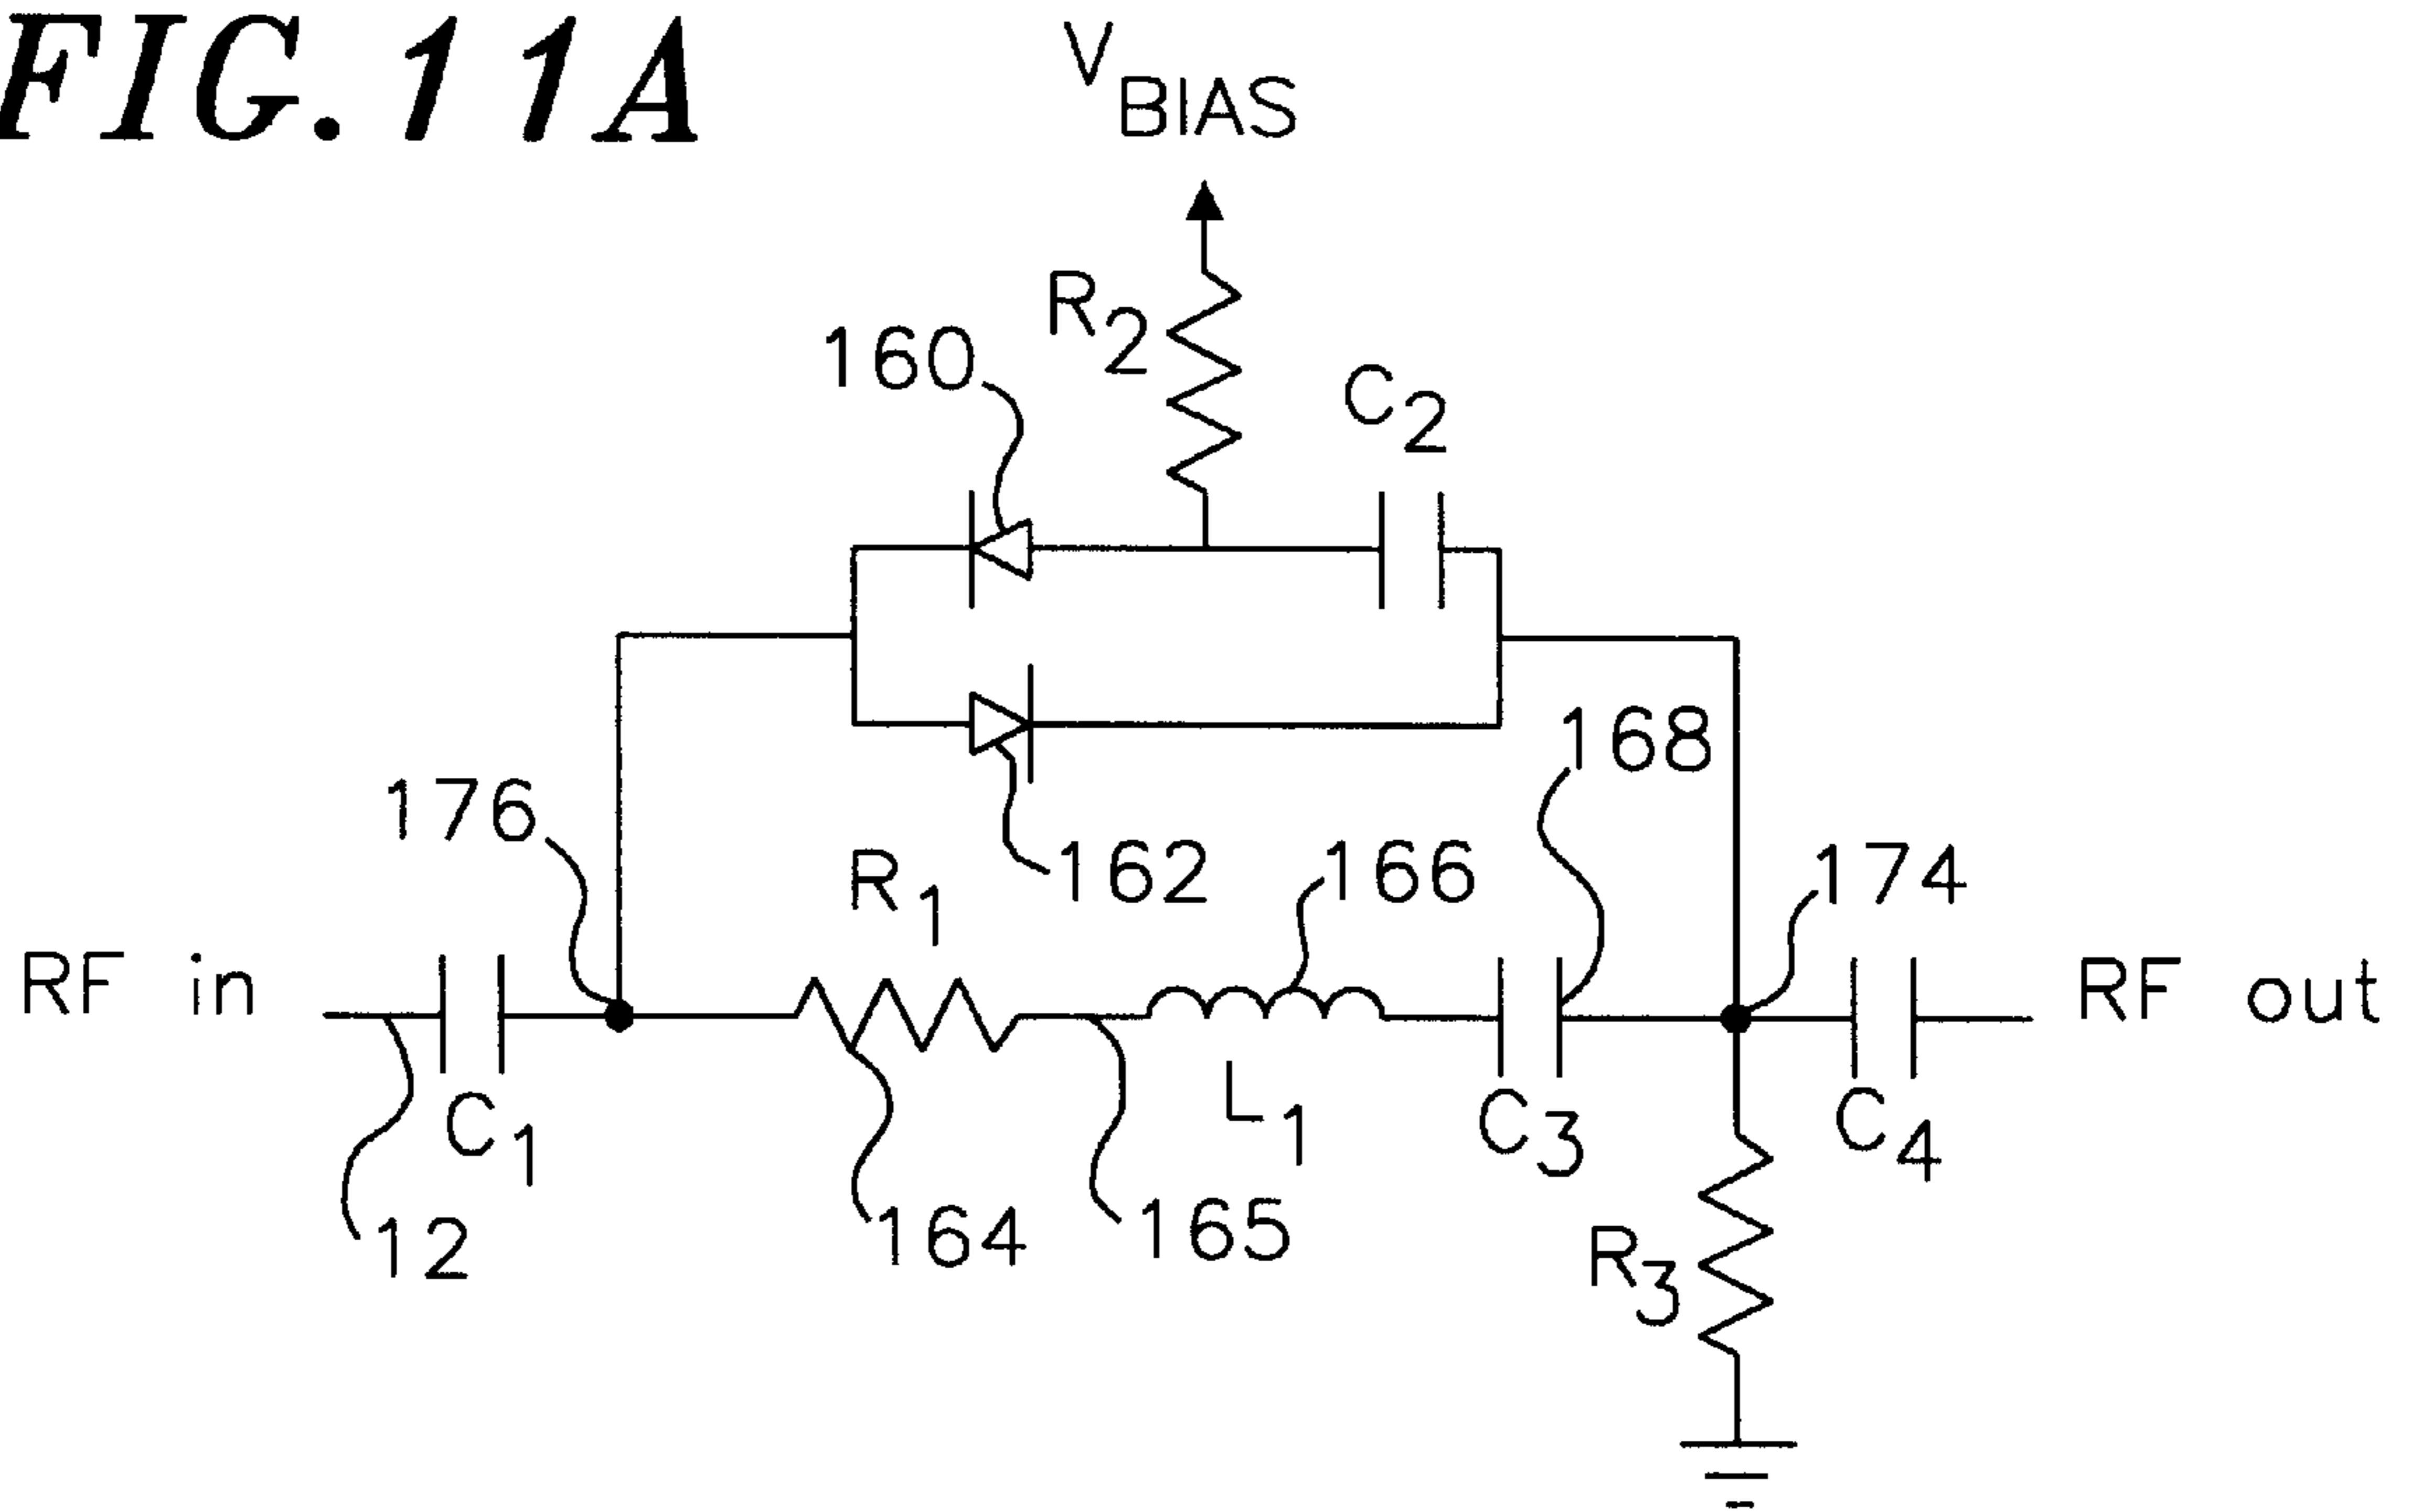 FIG. 11A
V BIAS
R2
160
C2
168
176
162
166
174
R1
RF in
RF out
C1
L1
C3
C4
12
164
165
R3